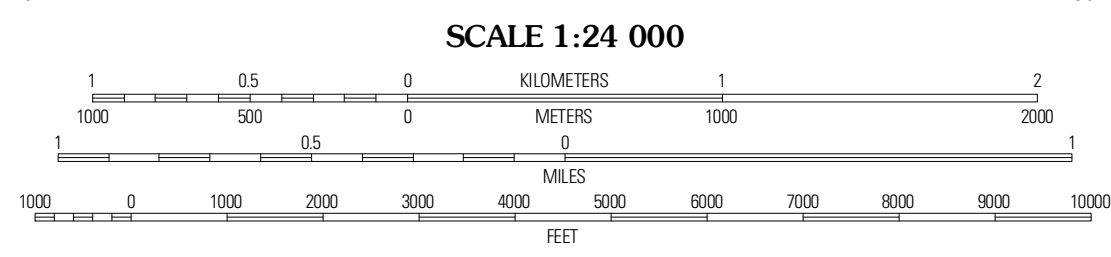 SCALE 1:24 000
1 0.5 0 KILOMETERS 1 2
1000 500 0 METERS 1000 2000
1 0.5 0 1
MILES
1000 0 1000 2000 3000 4000 5000 6000 7000 8000 9000 10000
FEET